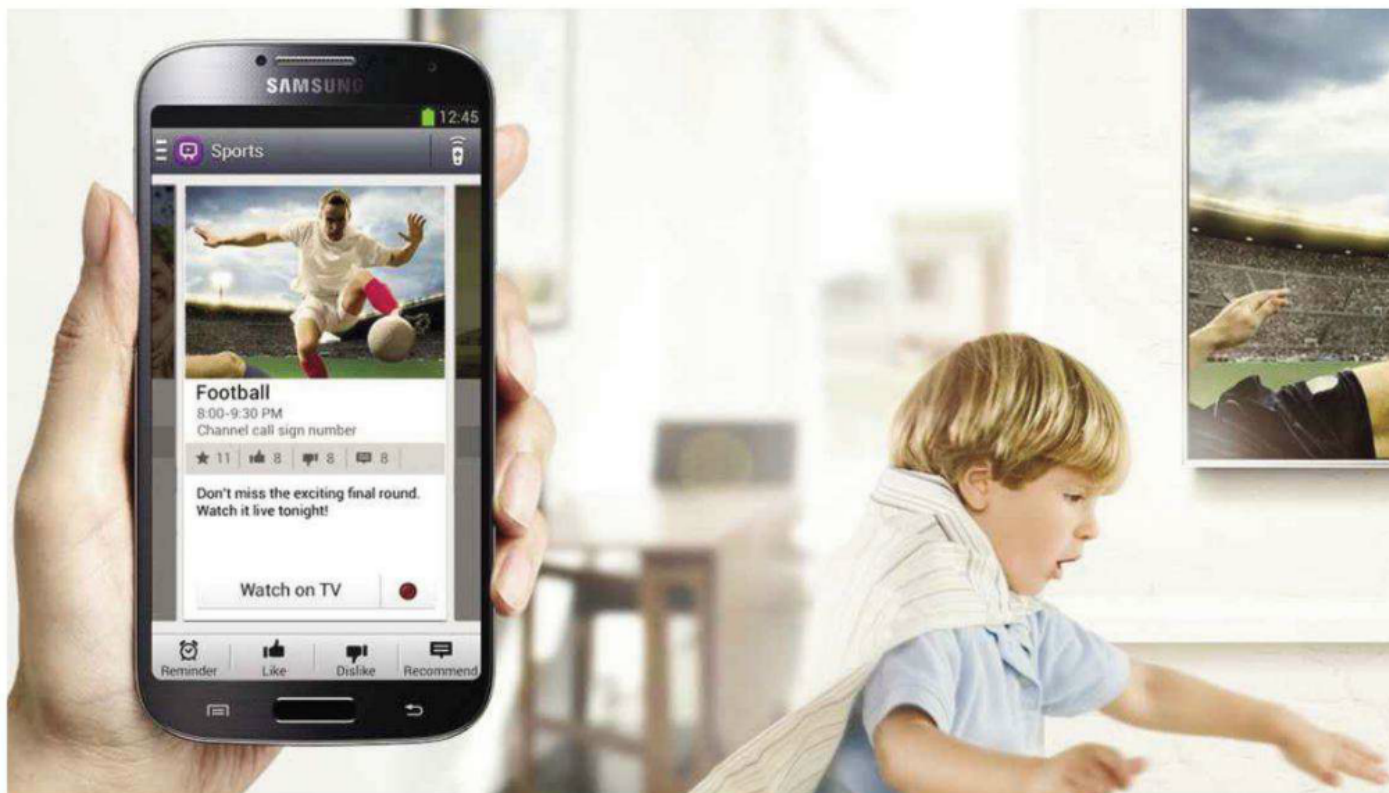 SAMSUNG
12:45
Sports
Football
8:00-9:30 PM
Channel call sign number
11 8 8 8
Don't miss the exciting final round.
Watch it live tonight!
Watch on TV
Reminder Like Dislike Recommend